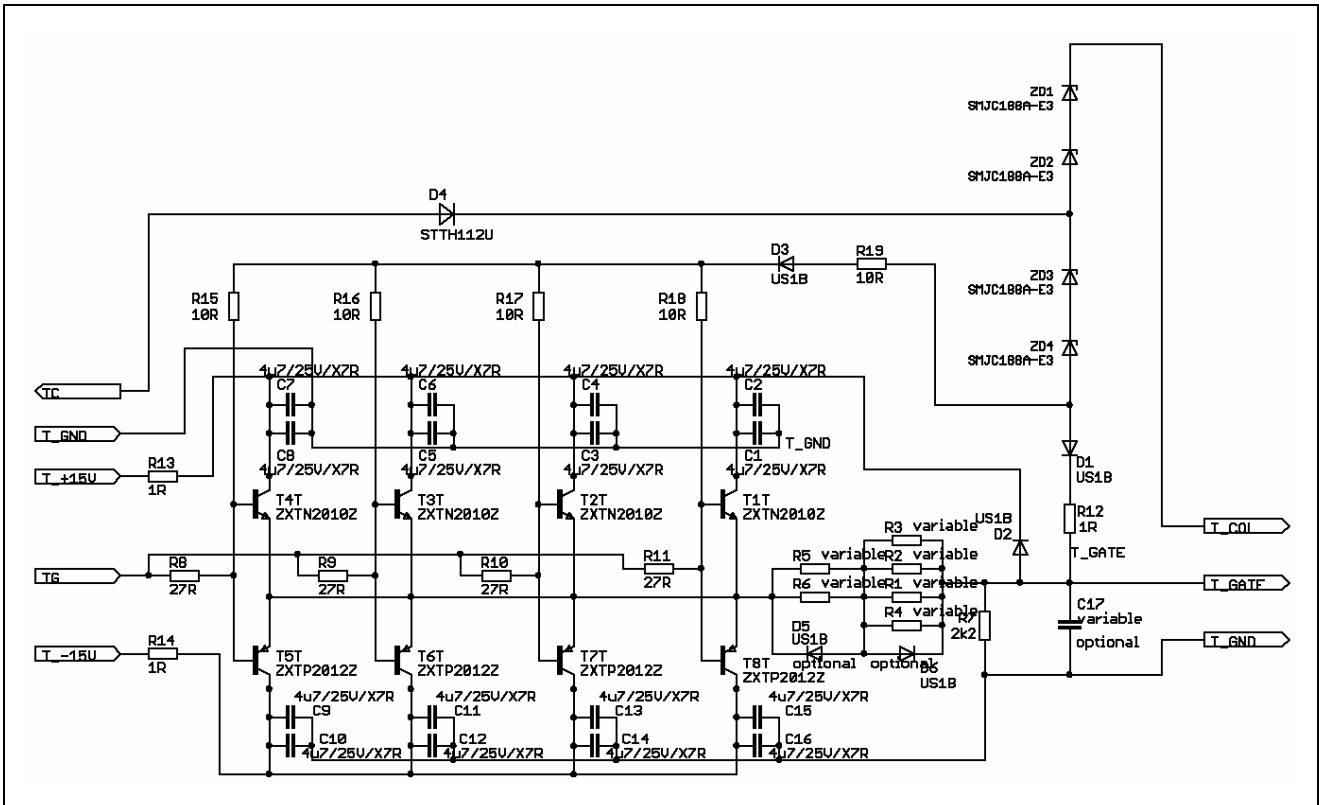 ZD1
SMJC188A-E3
ZD2
SMJC188A-E3
D4
STTH112U
D3
US1B
R19
10R
ZD3
SMJC188A-E3
R15
10R
R16
10R
R17
10R
R18
10R
ZD4
SMJC188A-E3
4u7/25V/X7R
4u7/25V/X7R
4u7/25V/X7R
4u7/25V/X7R
TC
C7
C6
C4
C2
T_GND
T_GND
C8
C5
C3
C1
4u7/25V/X7R
4u7/25V/X7R
4u7/25V/X7R
4u7/25V/X7R
T_+15V
R13
1R
D1
US1B
T4T
ZXTN2010Z
T3T
ZXTN2010Z
T2T
ZXTN2010Z
T1T
ZXTN2010Z
R12
1R
US1B
D2
T_COL
R3 variable
T_GATE
TG
R8
27R
R9
27R
R10
27R
R11
27R
R5 variable
R2 variable
R6 variable
R1 variable
T_GATE
R4 variable
R7
2k2
C17
variable
optional
T_GND
D5
US1B
optional
optional
D6
US1B
T_-15V
R14
1R
T5T
ZXTP2012Z
T6T
ZXTP2012Z
T7T
ZXTP2012Z
T8T
ZXTP2012Z
4u7/25V/X7R
4u7/25V/X7R
4u7/25V/X7R
4u7/25V/X7R
C9
C11
C13
C15
C10
C12
C14
C16
4u7/25V/X7R
4u7/25V/X7R
4u7/25V/X7R
4u7/25V/X7R